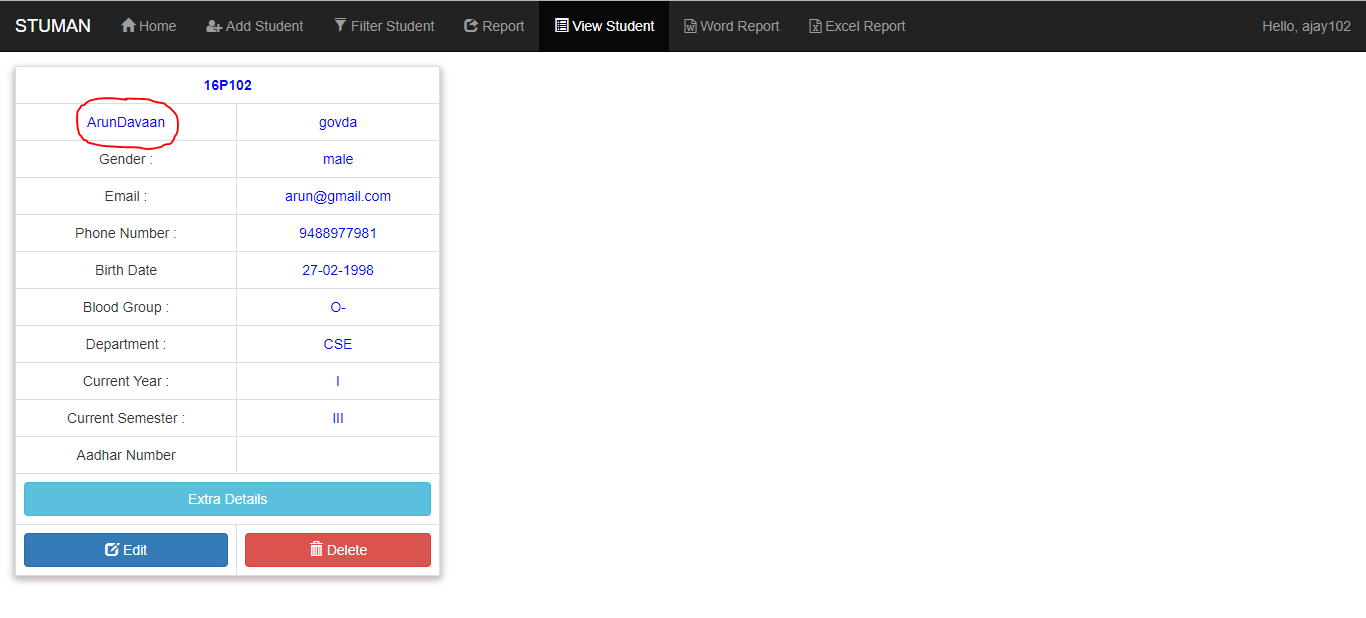 STUMAN Home Add Student Filter Student Report View Student Word Report Excel Report Hello, ajay102
16P102
ArunDavaan govda
Gender : male
Email : arun@gmail.com
Phone Number : 9488977981
Birth Date 27-02-1998
Blood Group : O-
Department : CSE
Current Year : I
Current Semester : III
Aadhar Number
Extra Details
Edit Delete